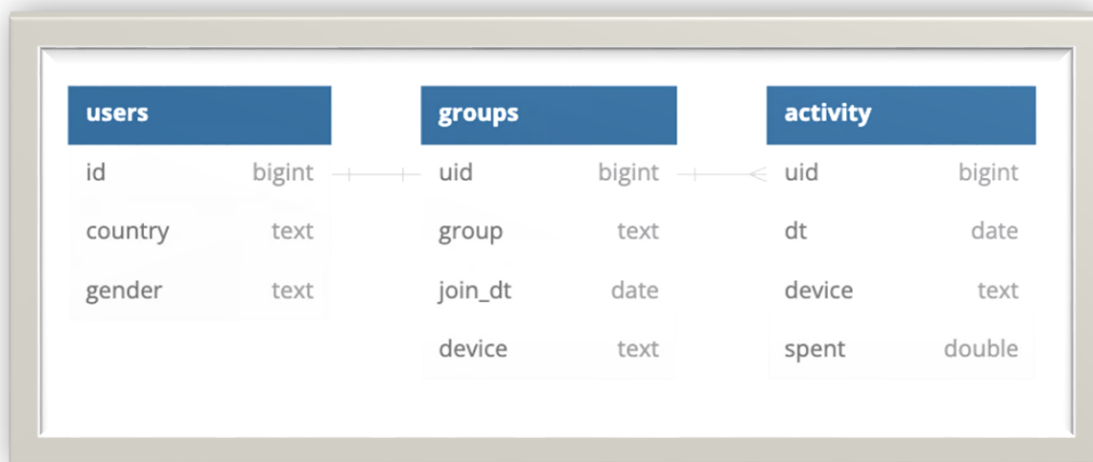 users groups activity
id bigint uid bigint uid bigint
country text group text dt date
gender text join_dt date device text
device text spent double